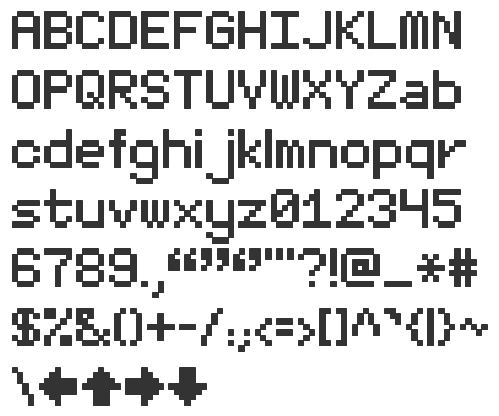 ABCDEFGHIJKLMN
OPQRSTUVWXYZab
cdefghijklmnopqr
stuvwxyz012345
6789.,“”‘’"'?!@_*#
$%&()+-/:;<=>[]^`{|}~
\←↑→↓